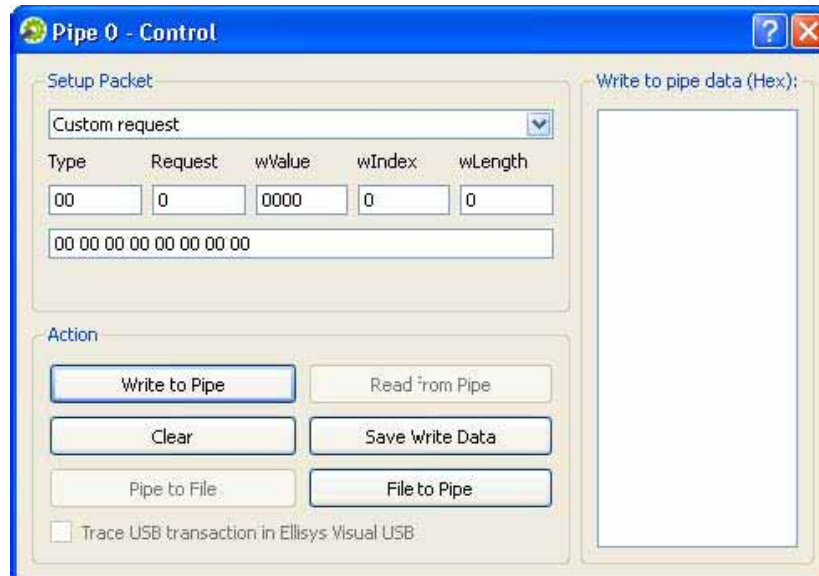 Pipe 0 - Control
Setup Packet
Write to pipe data (Hex):
Custom request
Type Request wValue wIndex wLength
00 0 0000 0 0
00 00 00 00 00 00 00 00
Action
Write to Pipe Read from Pipe
Clear Save Write Data
Pipe to File File to Pipe
Trace USB transaction in Ellisys Visual USB